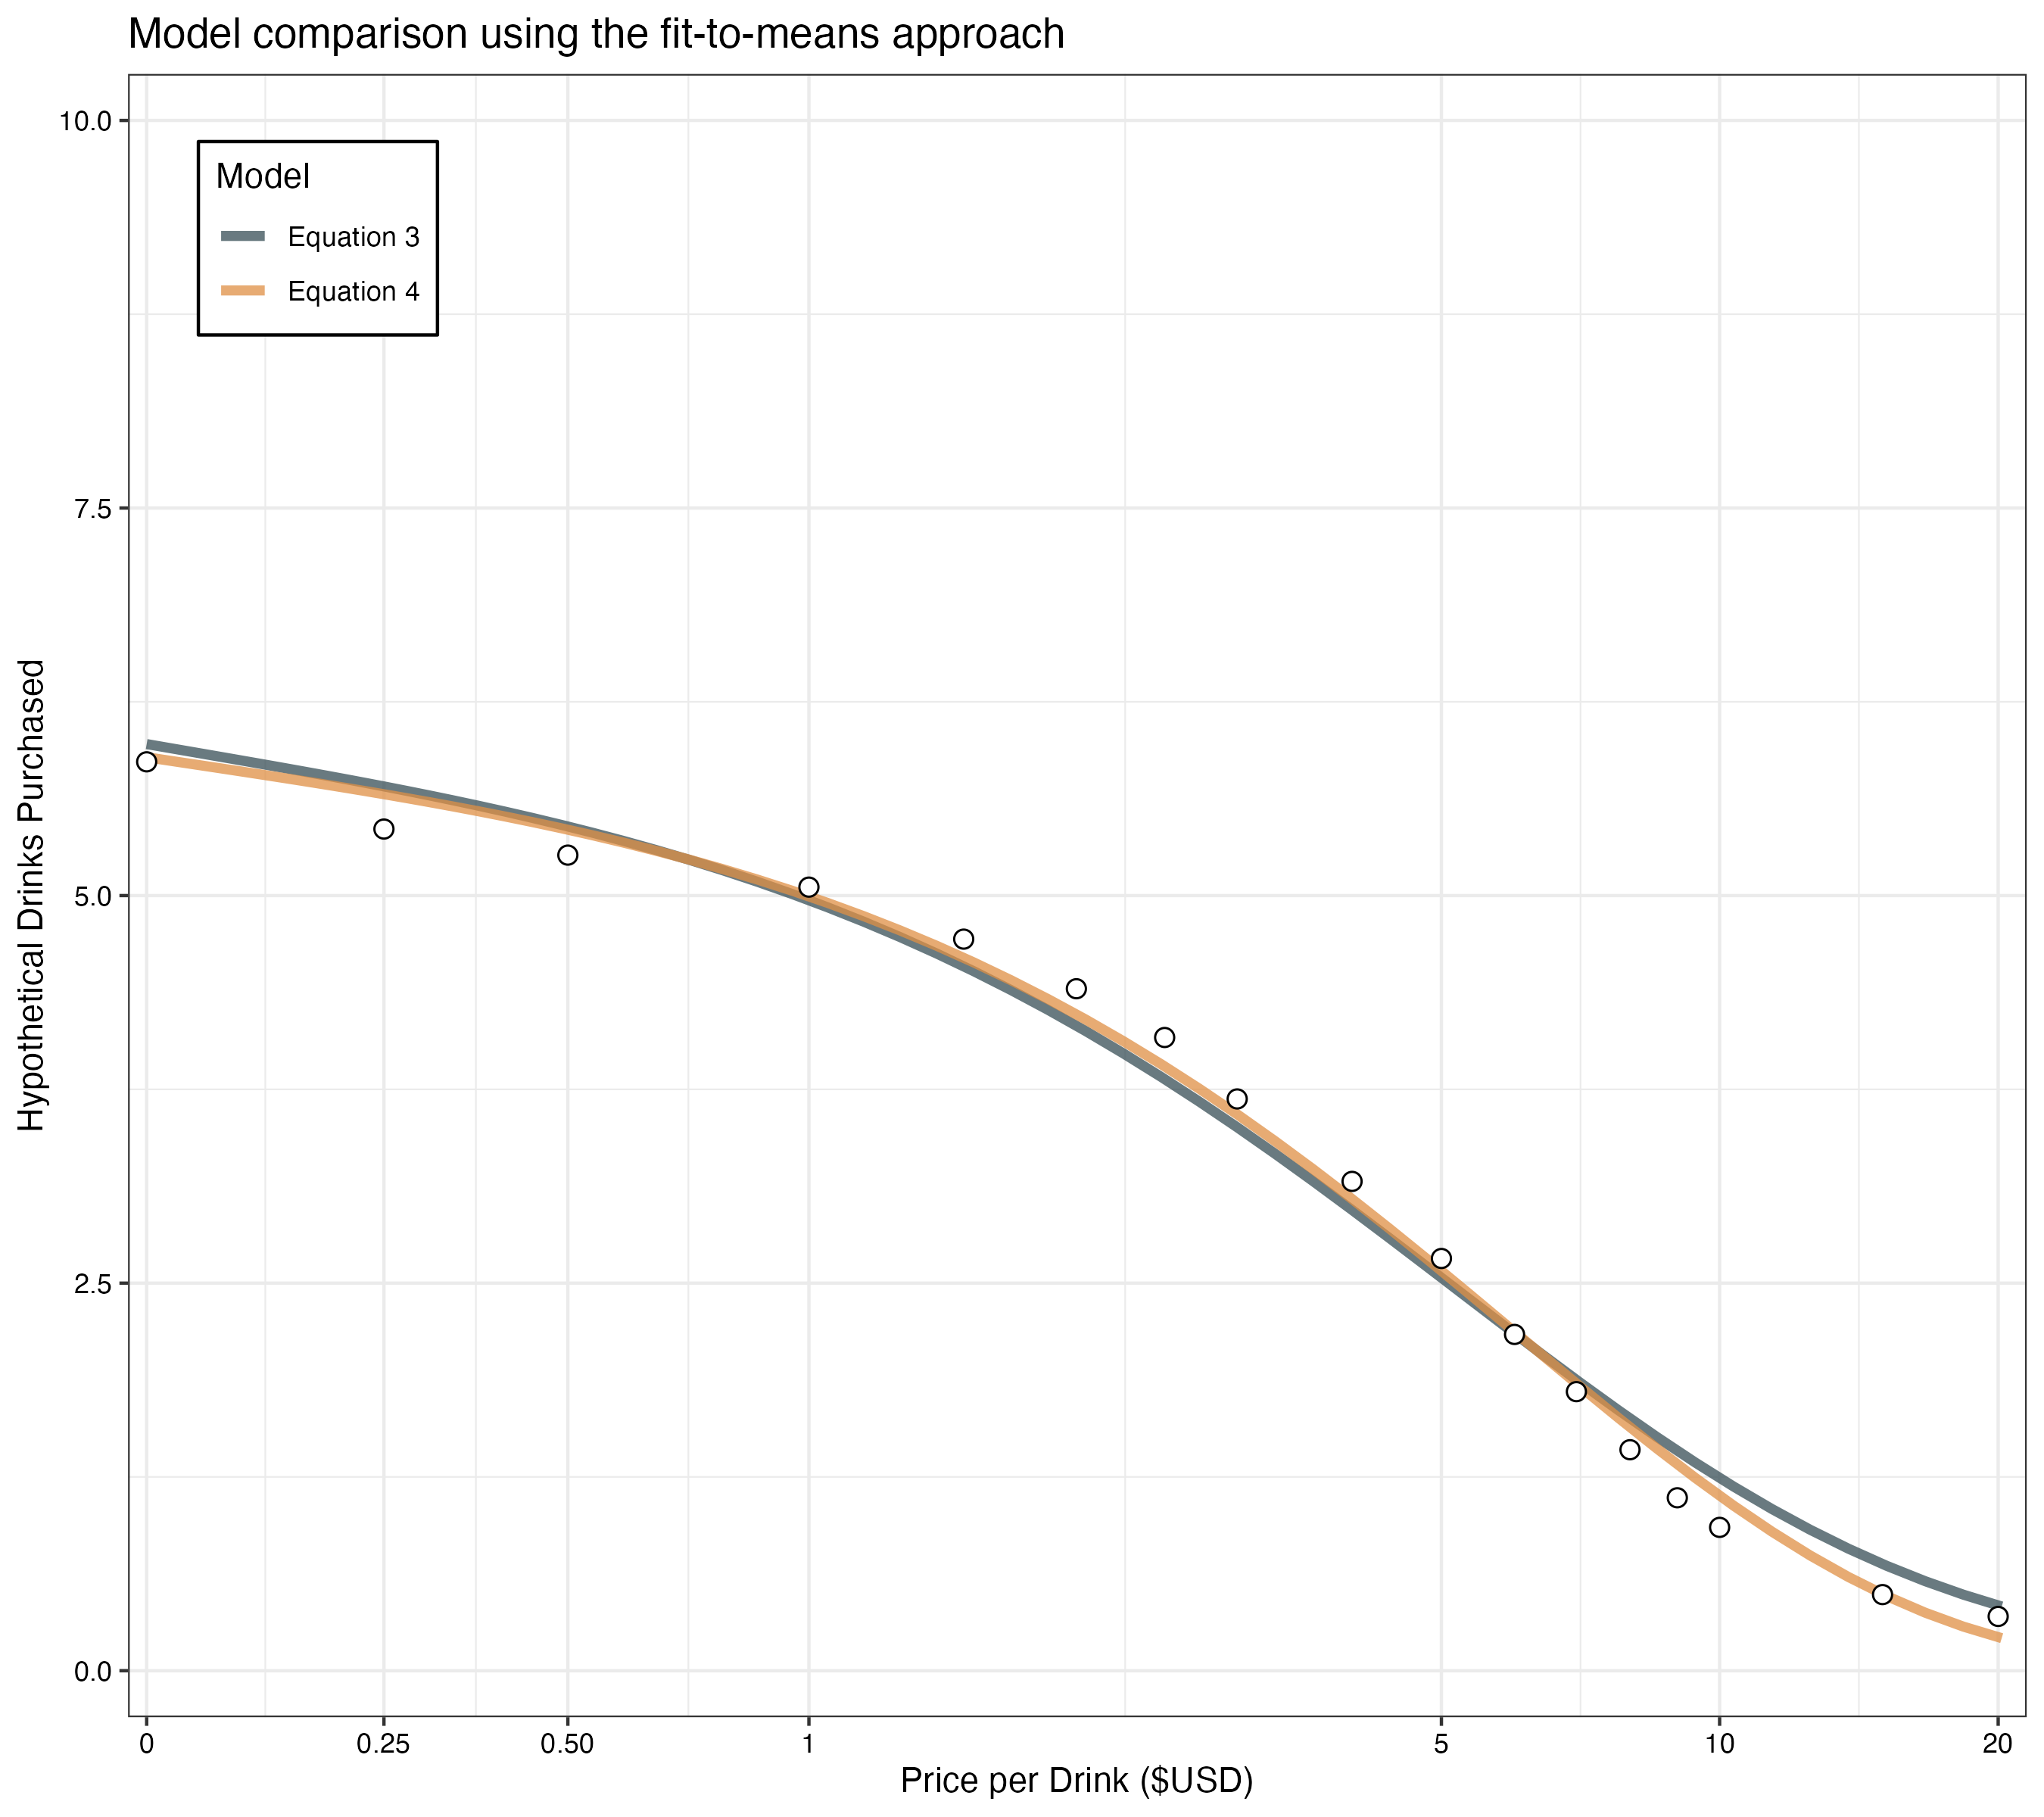 Model comparison using the fit-to-means approach
Hypothetical Drinks Purchased
10.0
7.5
5.0
2.5
0.0
Model
Equation 3
Equation 4
0 0.25 0.50 1 5 10 20
Price per Drink ($USD)